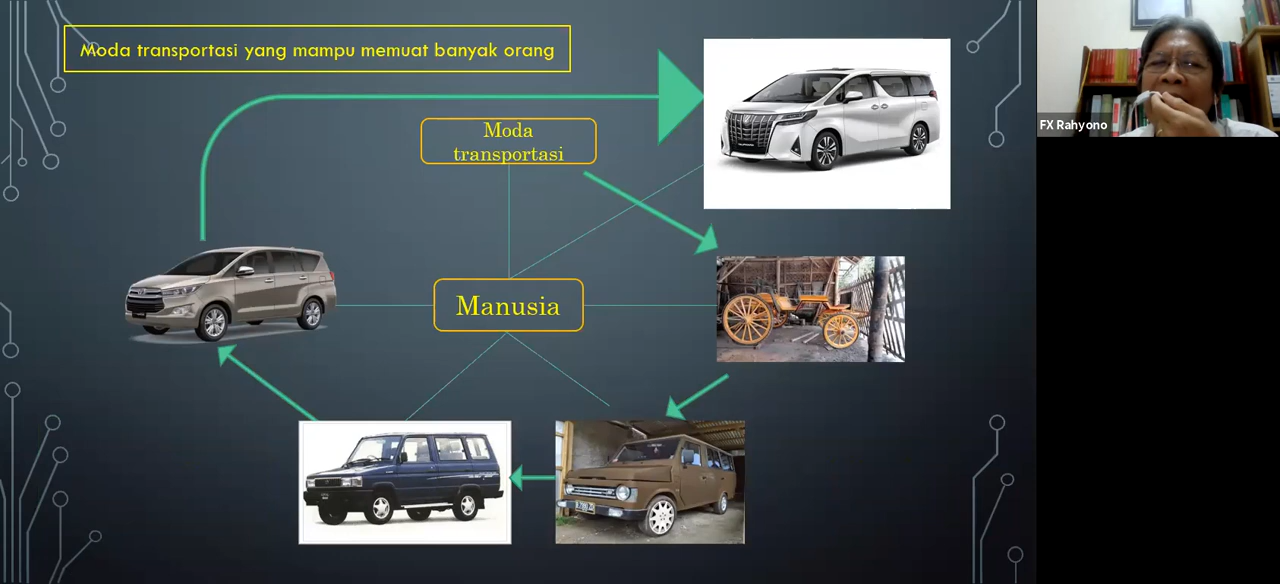 Moda transportasi yang mampu memuat banyak orang
Moda
transportasi
Manusia
FX Rahyono